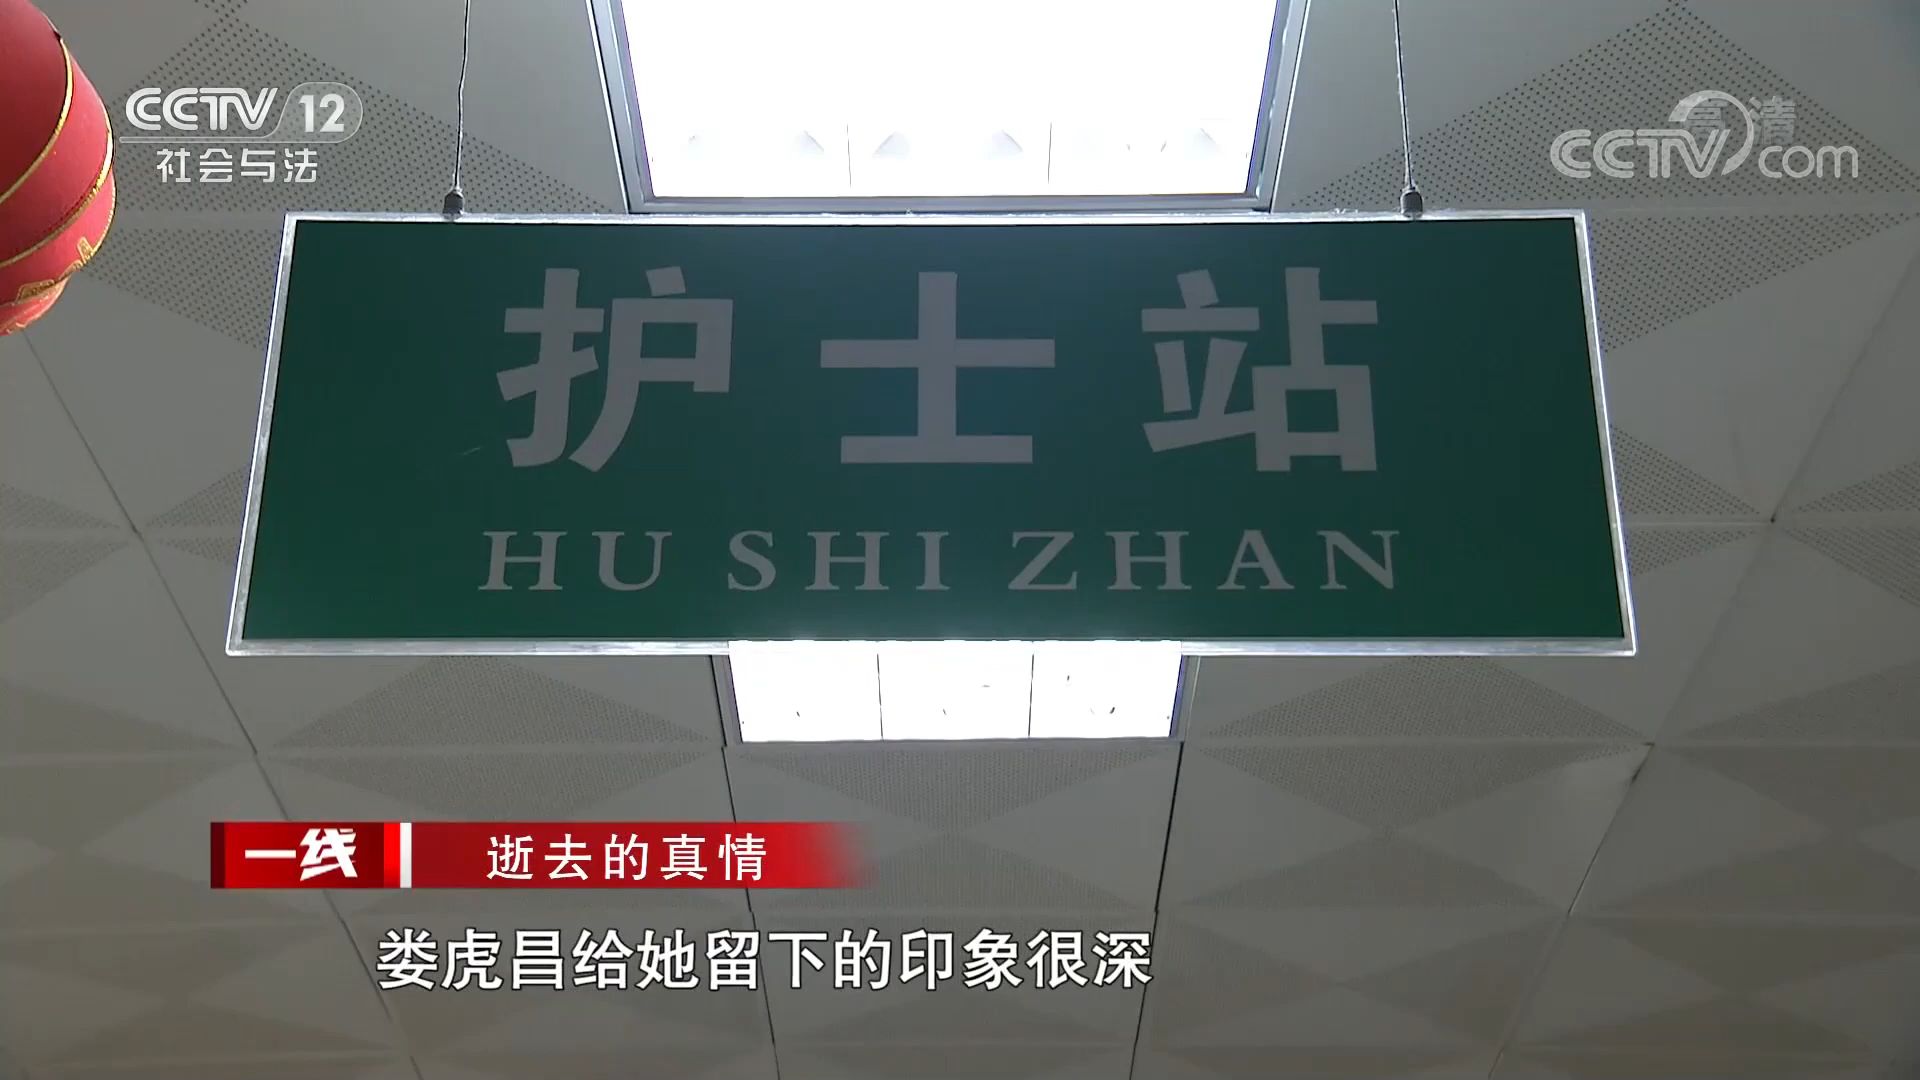 CCTV 12
社会与法
高清
CCTV com
护士站
HU SHI ZHAN
一线 逝去的真情
娄虎昌给她留下的印象很深